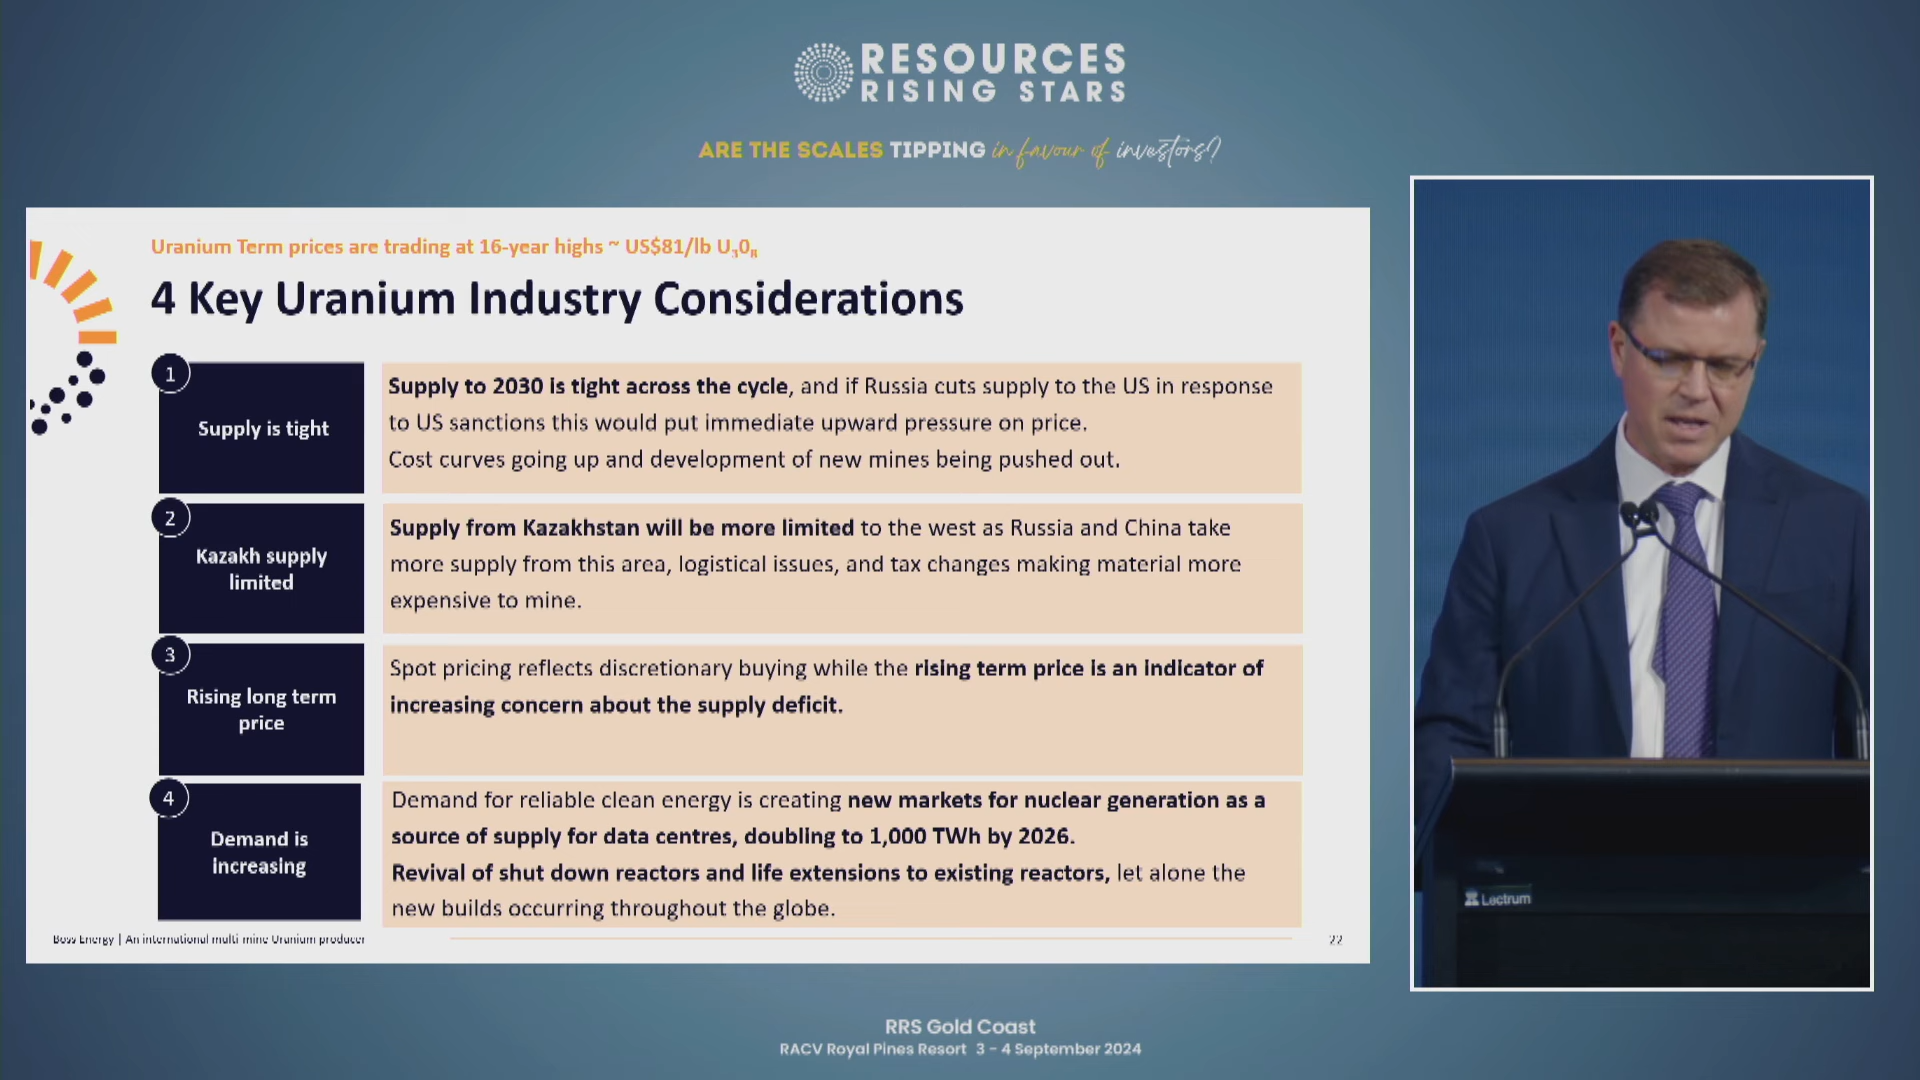 RESOURCES
RISING STARS
ARE THE SCALES TIPPING in favour of investors?
Uranium Term prices are trading at 16-year highs ~ US$81/lb U₃0₈
4 Key Uranium Industry Considerations
1
Supply is tight
Supply to 2030 is tight across the cycle, and if Russia cuts supply to the US in response
to US sanctions this would put immediate upward pressure on price.
Cost curves going up and development of new mines being pushed out.
2
Kazakh supply
limited
Supply from Kazakhstan will be more limited to the west as Russia and China take
more supply from this area, logistical issues, and tax changes making material more
expensive to mine.
3
Rising long term
price
Spot pricing reflects discretionary buying while the rising term price is an indicator of
increasing concern about the supply deficit.
4
Demand is
increasing
Demand for reliable clean energy is creating new markets for nuclear generation as a
source of supply for data centres, doubling to 1,000 TWh by 2026.
Revival of shut down reactors and life extensions to existing reactors, let alone the
new builds occurring throughout the globe.
Boss Energy | An international multi mine Uranium producer
22
Lectrum
RRS Gold Coast
RACV Royal Pines Resort 3 - 4 September 2024